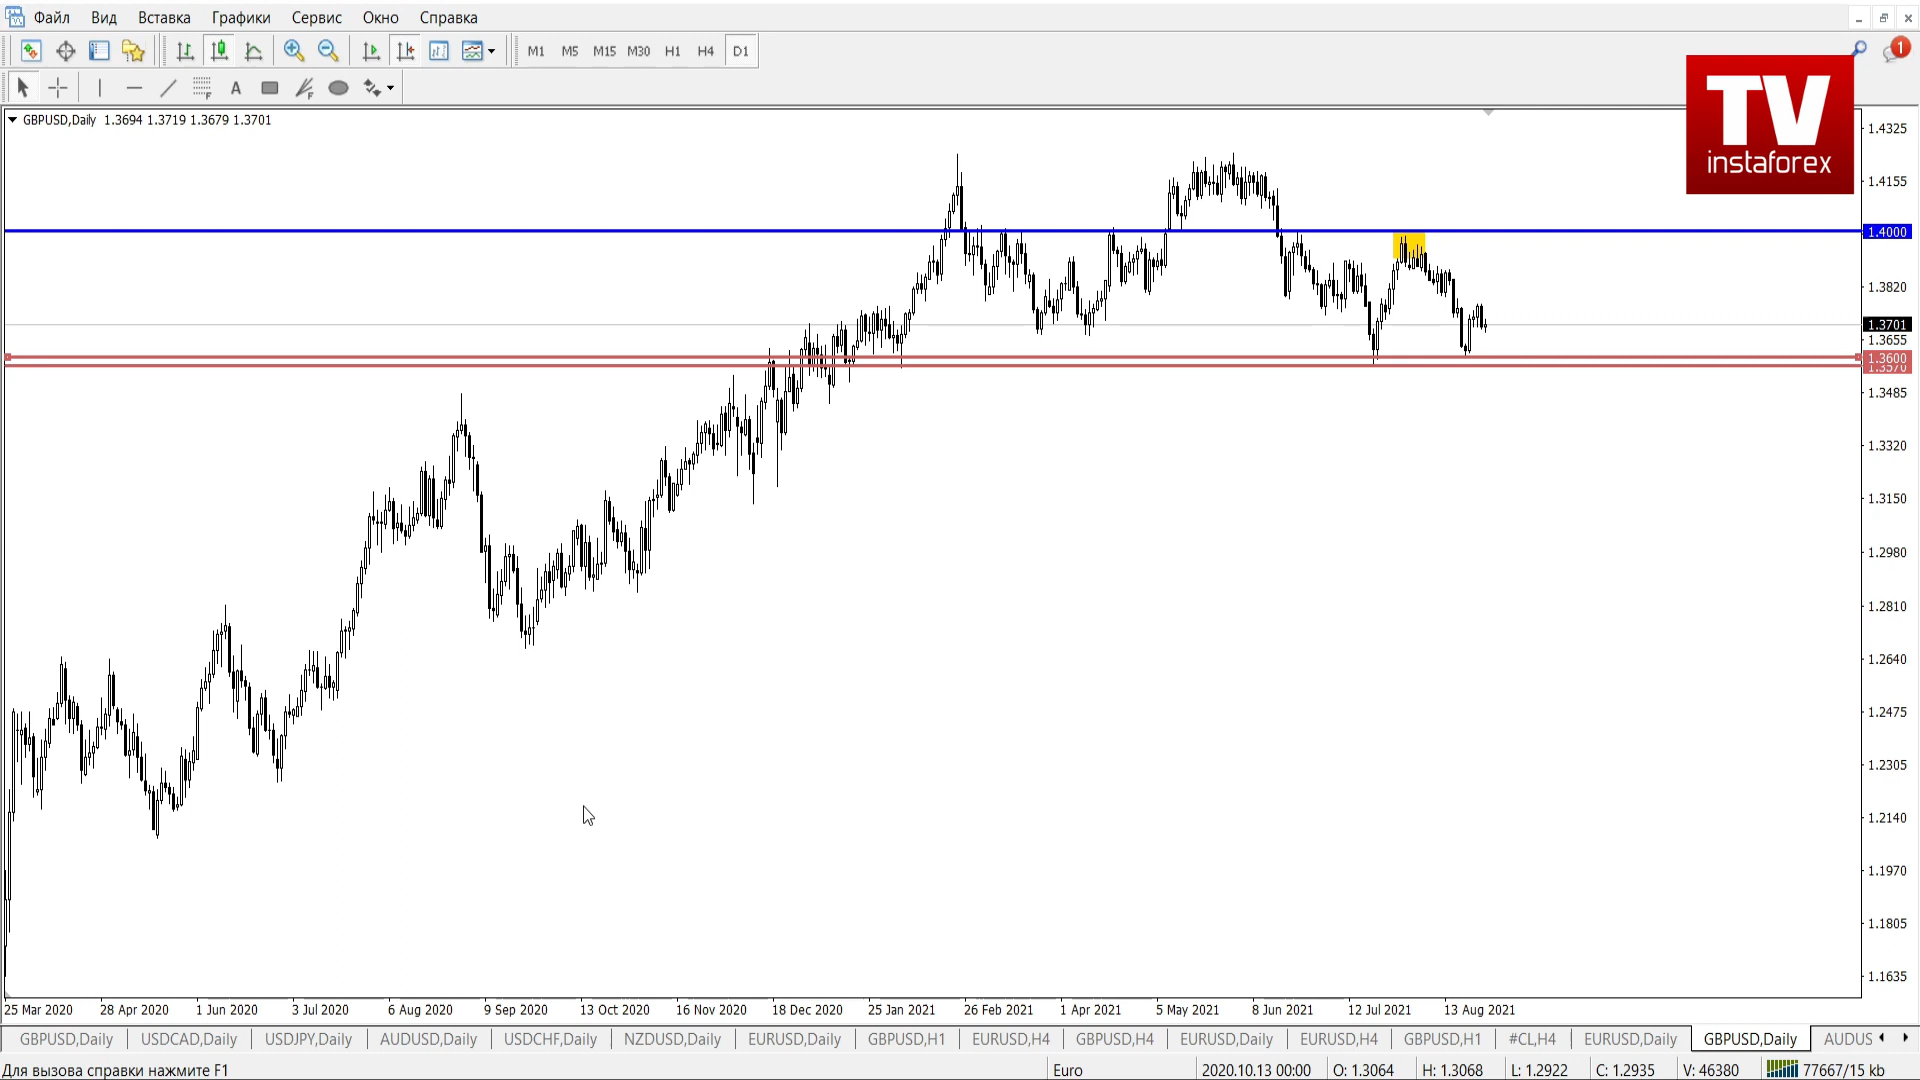 Файл Вид Вставка Графики Сервис Окно Справка
1
M1 M5 M15 M30 H1 H4 D1
A
TV
instaforex
GBPUSD,Daily 1.3694 1.3719 1.3679 1.3701
1.4325
1.4155
1.4000
1.3820
1.3701
1.3655
1.3600
1.3570
1.3485
1.3320
1.3150
1.2980
1.2810
1.2640
1.2475
1.2305
1.2140
1.1970
1.1805
1.1635
25 Mar 2020 28 Apr 2020 1 Jun 2020 3 Jul 2020 6 Aug 2020 9 Sep 2020 13 Oct 2020 16 Nov 2020 18 Dec 2020 25 Jan 2021 26 Feb 2021 1 Apr 2021 5 May 2021 8 Jun 2021 12 Jul 2021 13 Aug 2021
GBPUSD,Daily USDCAD,Daily USDJPY,Daily AUDUSD,Daily USDCHF,Daily NZDUSD,Daily EURUSD,Daily GBPUSD,H1 EURUSD,H4 GBPUSD,H4 EURUSD,Daily EURUSD,H4 GBPUSD,H1 #CL,H4 EURUSD,Daily GBPUSD,Daily AUDUS
Для вызова справки нажмите F1 Euro 2020.10.13 00:00 O: 1.3064 H: 1.3068 L: 1.2922 C: 1.2935 V: 46380 77667/15 kb